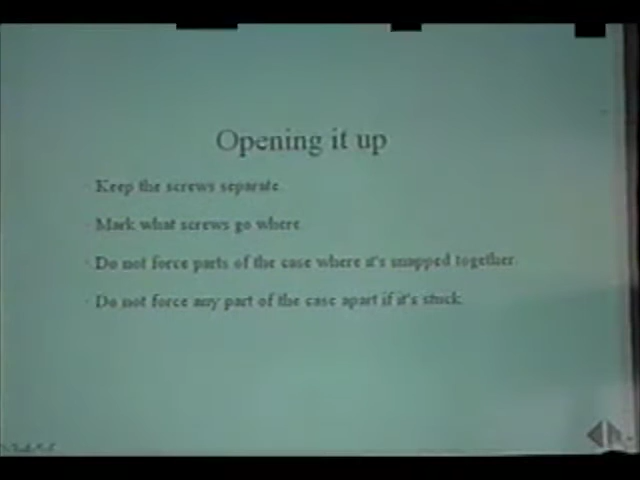 Opening it up
Keep the screws separate.
Mark what screws go where.
Do not force parts of the case where it's snapped together.
Do not force any part of the case apart if it's stuck.